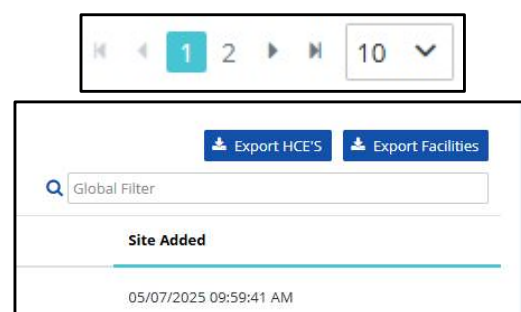 1 2 10
Export HCE'S Export Facilities
Global Filter
Site Added
05/07/2025 09:59:41 AM